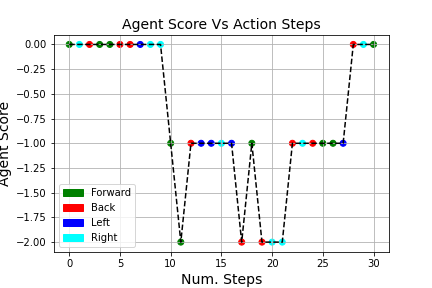 Agent Score Vs Action Steps
Agent Score
0.00
−0.25
−0.50
−0.75
−1.00
−1.25
−1.50
−1.75
−2.00
Forward
Back
Left
Right
0 5 10 15 20 25 30
Num. Steps